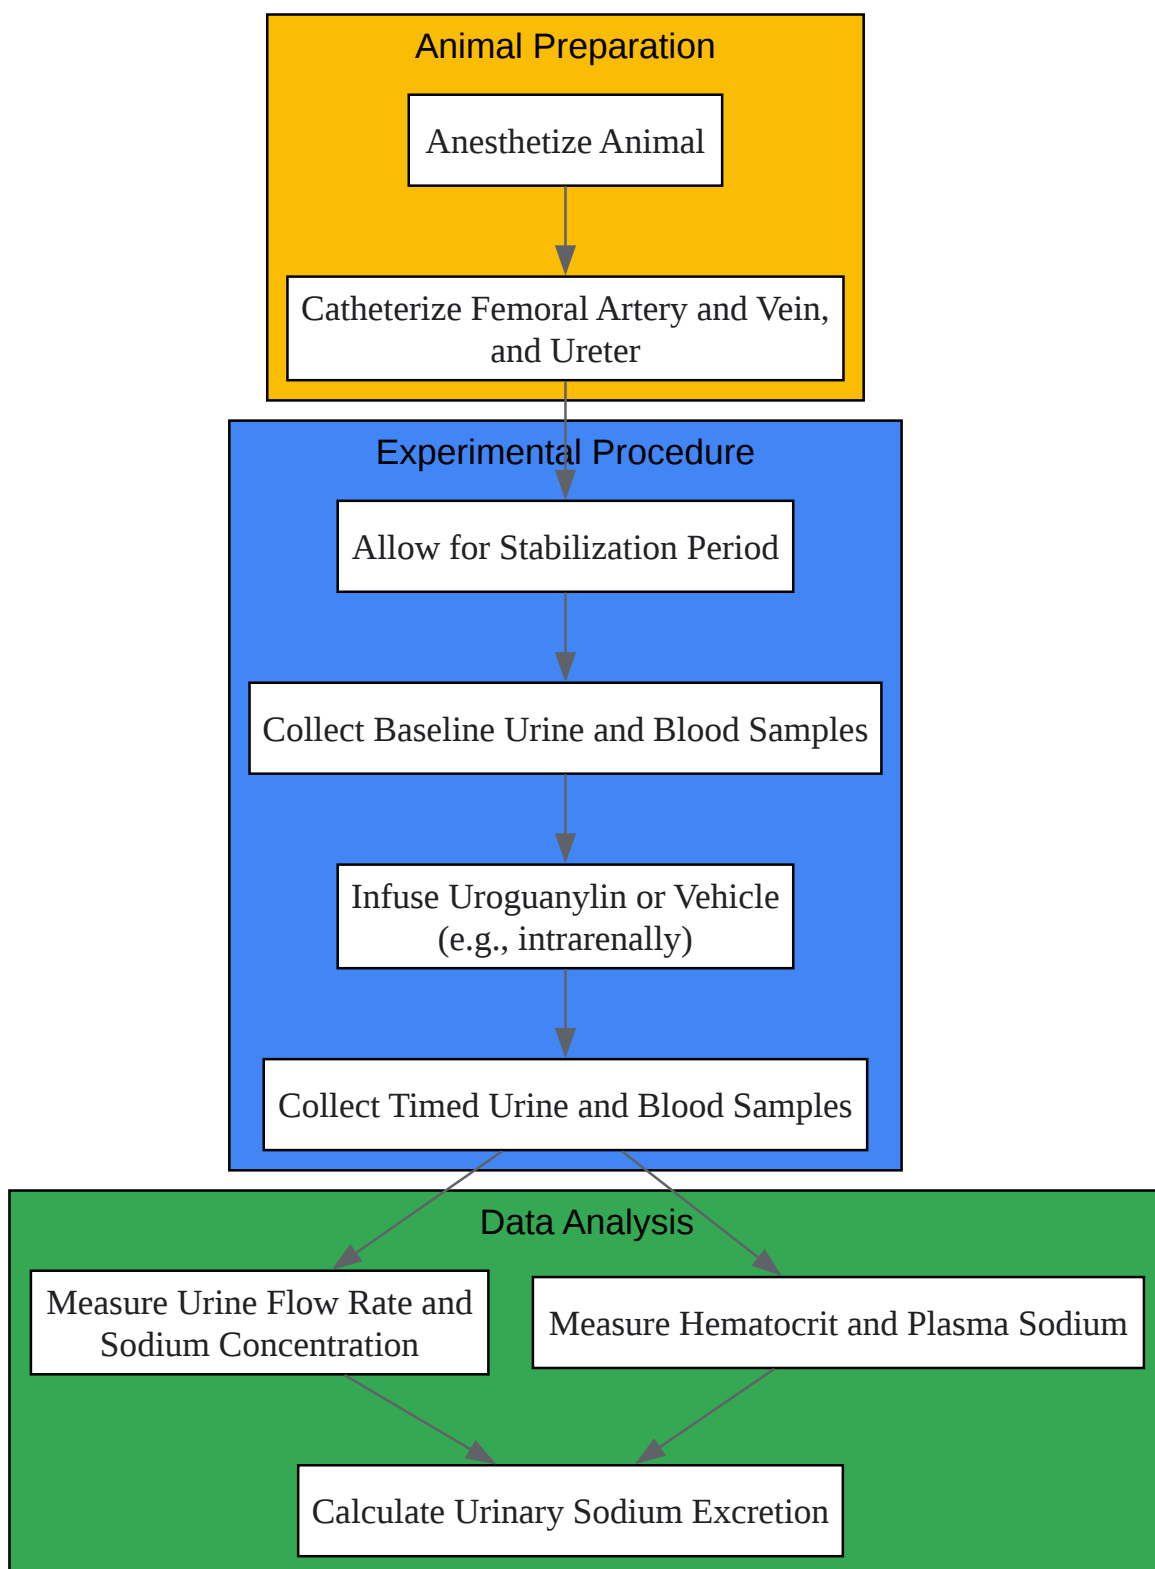 Animal Preparation
Anesthetize Animal
Catheterize Femoral Artery and Vein,
and Ureter
Experimental Procedure
Allow for Stabilization Period
Collect Baseline Urine and Blood Samples
Infuse Uroguanylin or Vehicle
(e.g., intrarenally)
Collect Timed Urine and Blood Samples
Data Analysis
Measure Urine Flow Rate and
Sodium Concentration
Measure Hematocrit and Plasma Sodium
Calculate Urinary Sodium Excretion